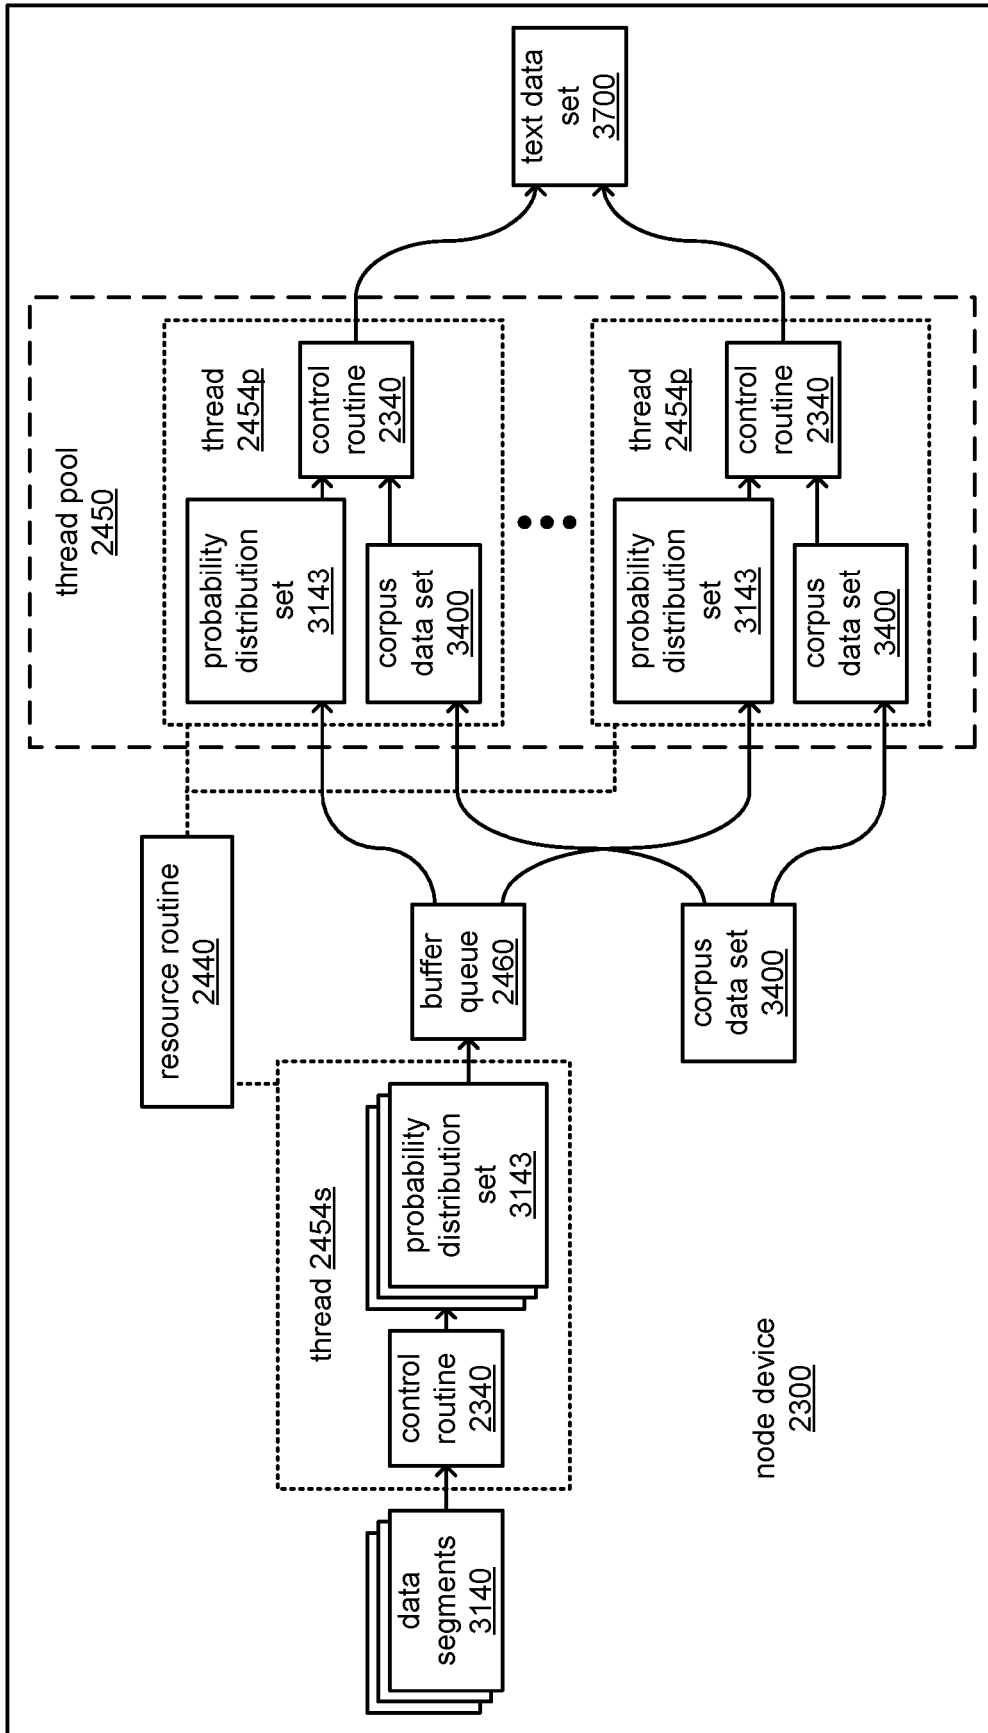 data
segments
3140
thread 2454s
control
routine
2340
probability
distribution
set
3143
resource routine
2440
buffer
queue
2460
corpus
data set
3400
node device
2300
thread pool
2450
thread
2454p
probability
distribution
set
3143
corpus
data set
3400
control
routine
2340
thread
2454p
probability
distribution
set
3143
corpus
data set
3400
control
routine
2340
text data
set
3700